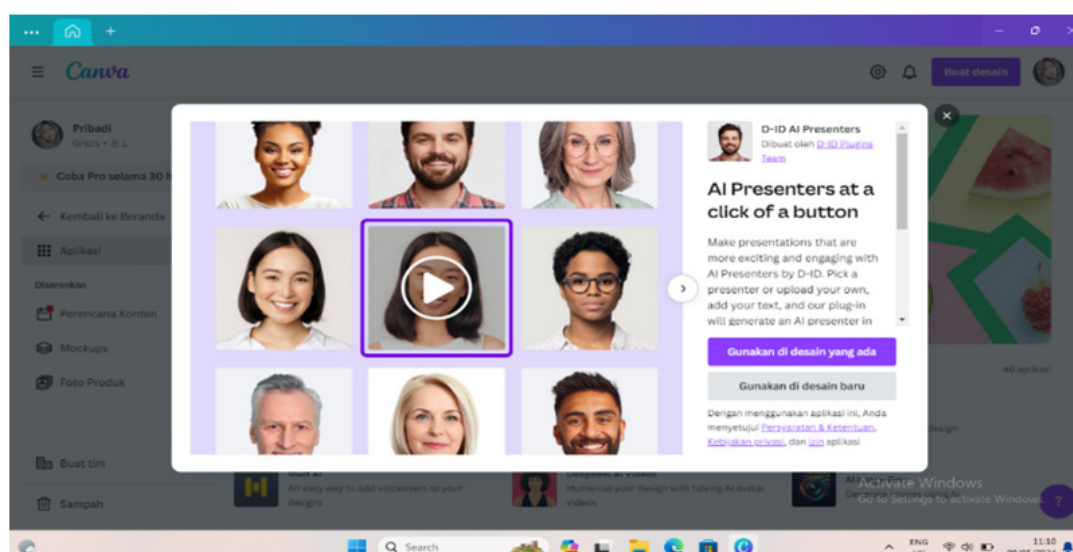 Canva
Buat desain
Pribadi
Gratis • 1
Coba Pro selama 30 h
Kembali ke Beranda
Aplikasi
Disarankan
Perencana Konten
Mockups
Foto Produk
Buat tim
Sampah
D-ID AI Presenters
Dibuat oleh D-ID Plugins
Team
AI Presenters at a
click of a button
Make presentations that are
more exciting and engaging with
AI Presenters by D-ID. Pick a
presenter or upload your own,
add your text, and our plug-in
will generate an AI presenter in
Gunakan di desain yang ada
Gunakan di desain baru
Dengan menggunakan aplikasi ini, Anda
menyetujui Persyaratan & Ketentuan,
Kebijakan privasi, dan izin aplikasi
46 aplikasi
design
An easy way to add voiceovers to your
designs
Humanise your design with talking AI avatar
videos
Activate Windows
Go to Settings to activate Windows.
?
Search
ENG
11:10